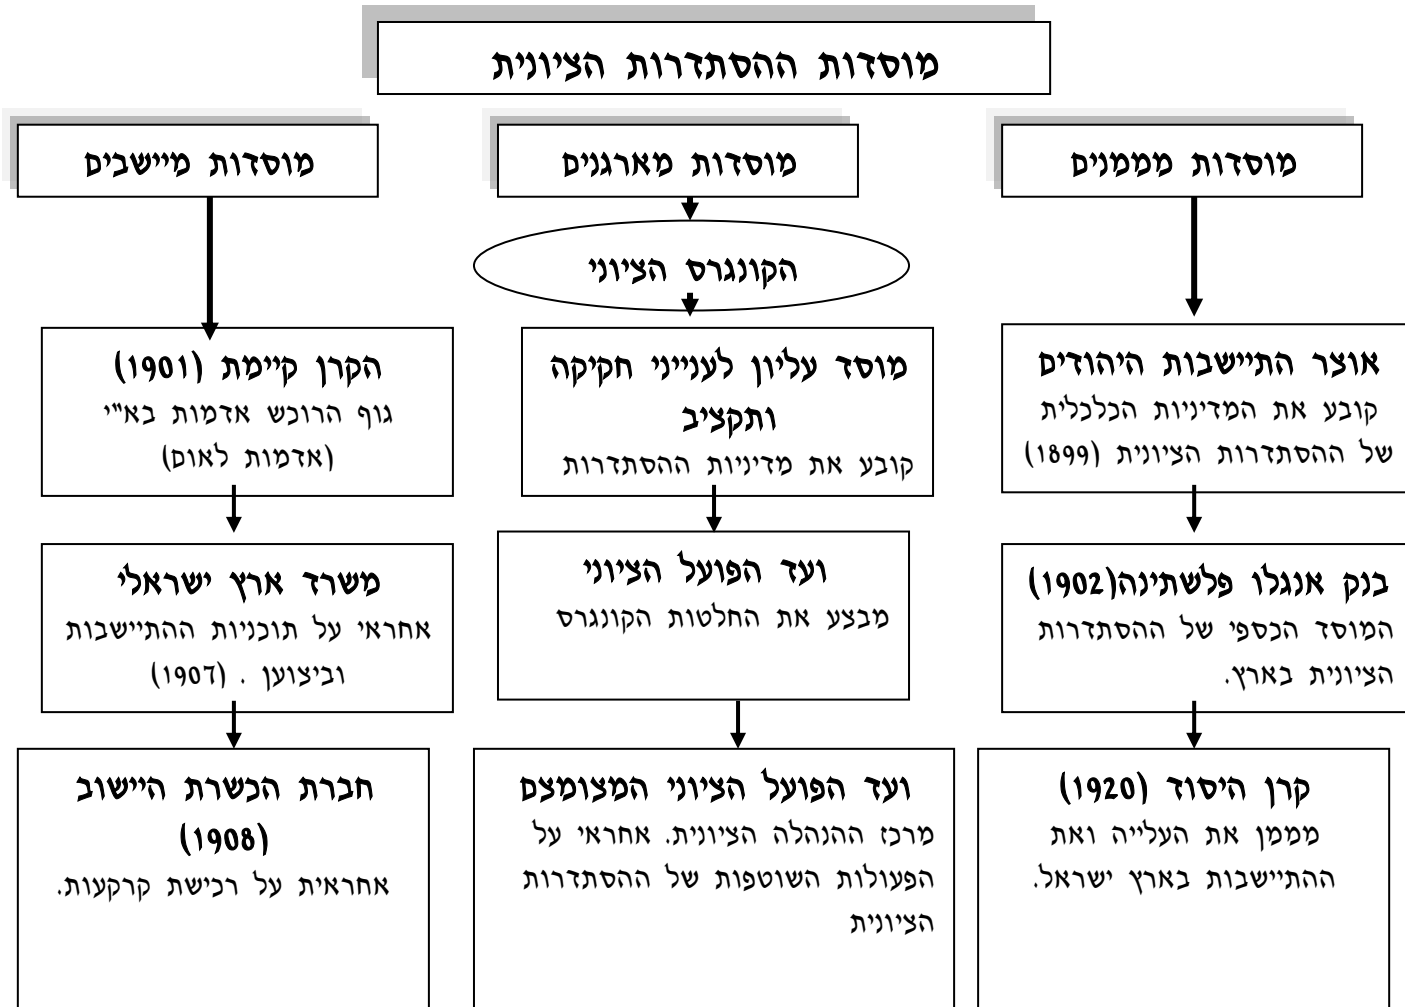 מוסדות ההסתדרות הציונית
מוסדות מממנים
אוצר התיישבות היהודים
קובע את המדיניות הכלכלית
של ההסתדרות הציונית (1899)
בנק אנגלו פלשתינה(1902)
המוסד הכספי של ההסתדרות
הציונית בארץ.
קרן היסוד (1920)
מממן את העלייה ואת
ההתיישבות בארץ ישראל.
מוסדות מארגנים
הקונגרס הציוני
מוסד עליון לענייני חקיקה
ותקציב
קובע את מדיניות ההסתדרות
ועד הפועל הציוני
מבצע את החלטות הקונגרס
ועד הפועל הציוני המצומצם
מרכז ההנהלה הציונית. אחראי על
הפעולות השוטפות של ההסתדרות
הציונית
מוסדות מיישבים
הקרן קיימת (1901)
גוף הרוכש אדמות בא"י
(אדמות לאום)
משרד ארץ ישראלי
אחראי על תוכניות ההתיישבות
וביצוען . (1907)
חברת הכשרת היישוב
(1908)
אחראית על רכישת קרקעות.